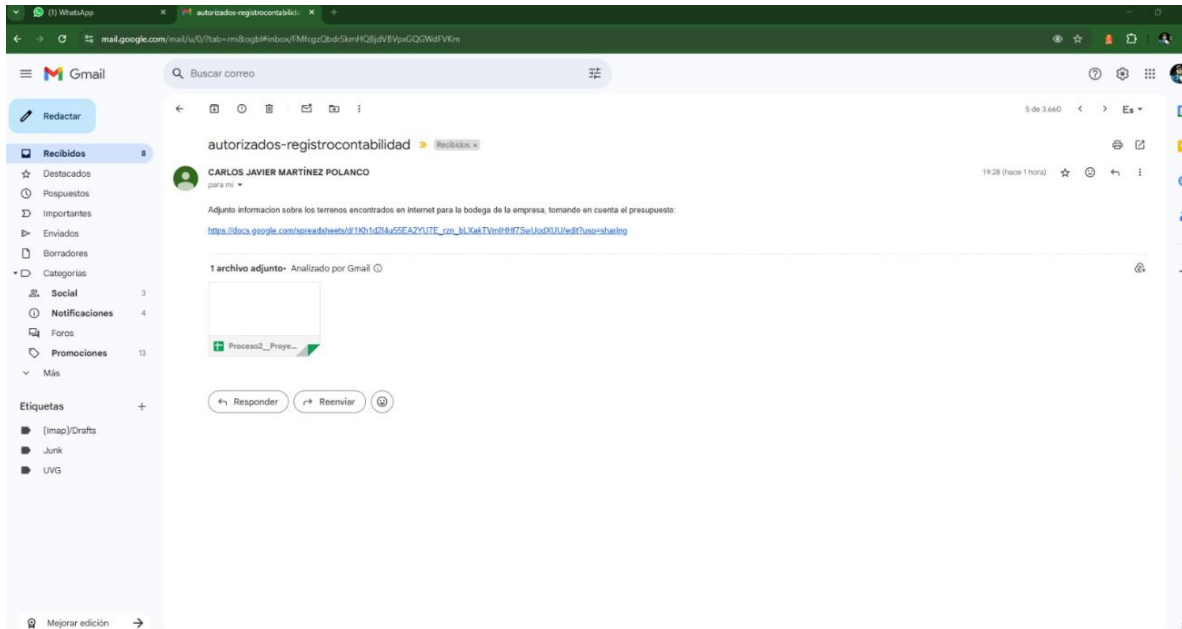 (1) WhatsApp
autorizados-registrocontabilid
mail.google.com/mail/u/0/?tab=rm&ogbl#inbox/FMfcgzQbdrSkmHQBjdVBVpxGQGWdFVKm
Gmail
Buscar correo
Redactar
5 de 3.660
Es
Recibidos 8
autorizados-registrocontabilidad
Recibidos x
Destacados
CARLOS JAVIER MARTÍNEZ POLANCO
19:28 (hace 1 hora)
para mi
Pospuestos
Importantes
Adjunto informacion sobre los terrenos encontrados en internet para la bodega de la empresa, tomando en cuenta el presupuesto:
Enviados
Borradores
Categorías
1 archivo adjunto• Analizado por Gmail
Social 3
Notificaciones 4
Foros
Proceso2__Proye...
Promociones 13
Más
Responder
Reenviar
Etiquetas
[Imap]/Drafts
Junk
UVG
Mejorar edición